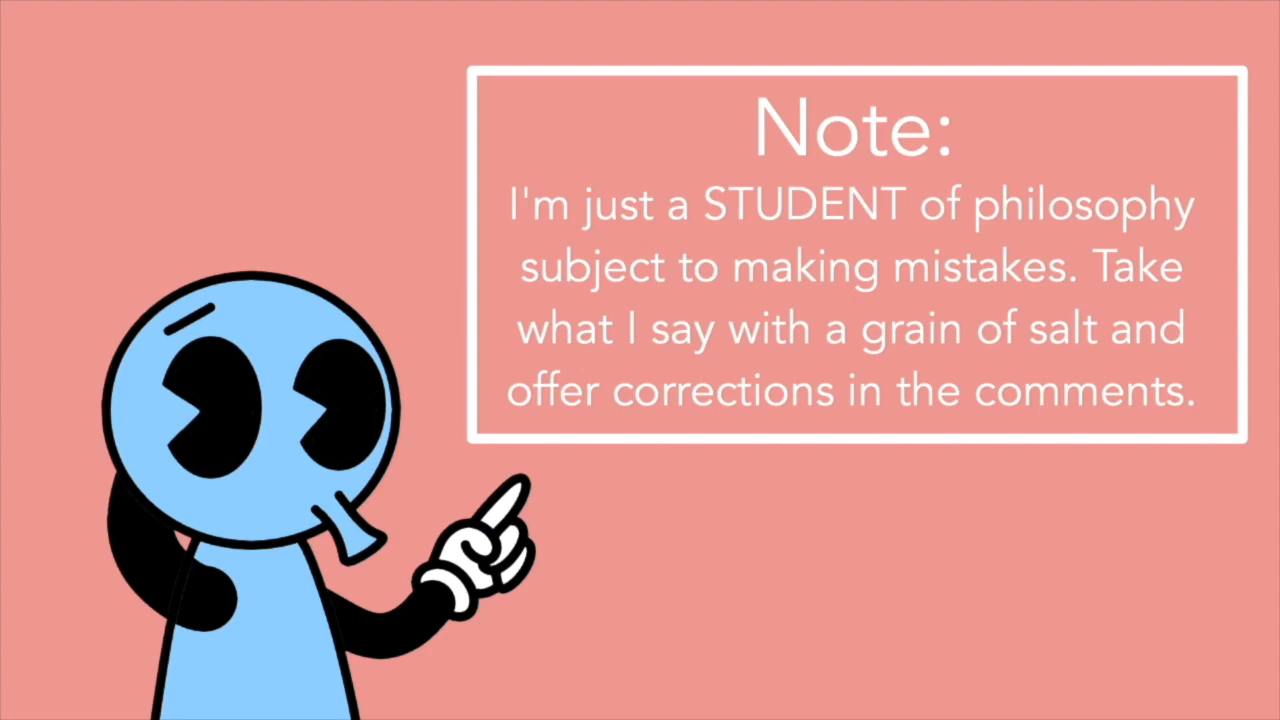 Note:
I'm just a STUDENT of philosophy
subject to making mistakes. Take
what I say with a grain of salt and
offer corrections in the comments.